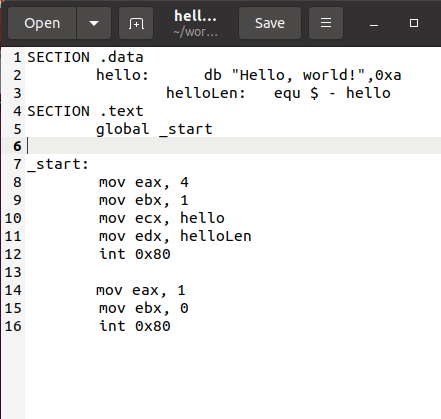 Open hell... ~/wor... Save
1 SECTION .data
2 hello: db "Hello, world!",0xa
3 helloLen: equ $ - hello
4 SECTION .text
5 global _start
6
7 _start:
8 mov eax, 4
9 mov ebx, 1
10 mov ecx, hello
11 mov edx, helloLen
12 int 0x80
13
14 mov eax, 1
15 mov ebx, 0
16 int 0x80